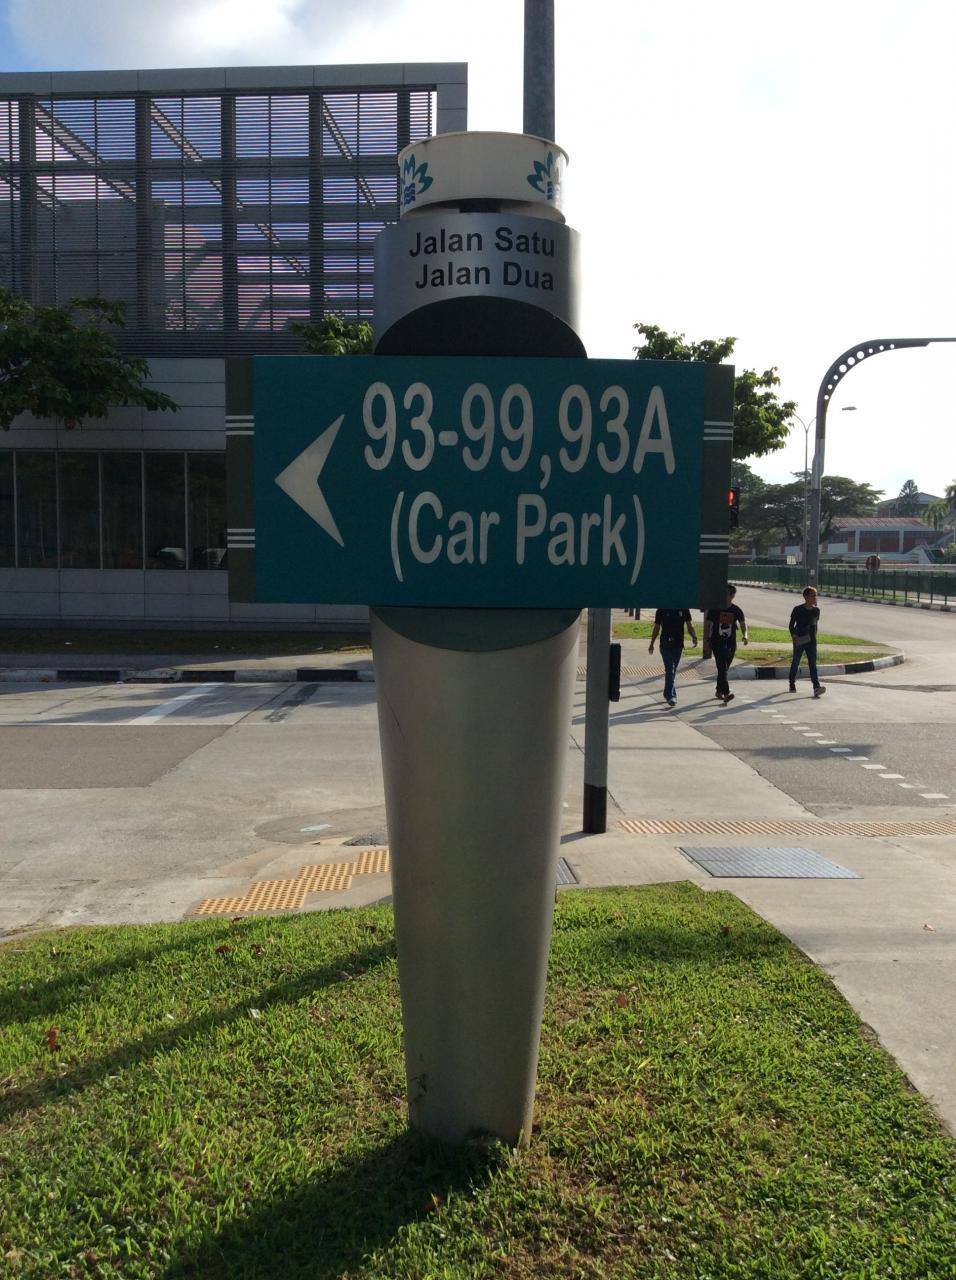 Jalan Satu
Jalan Dua
93-99,93A
(Car Park)